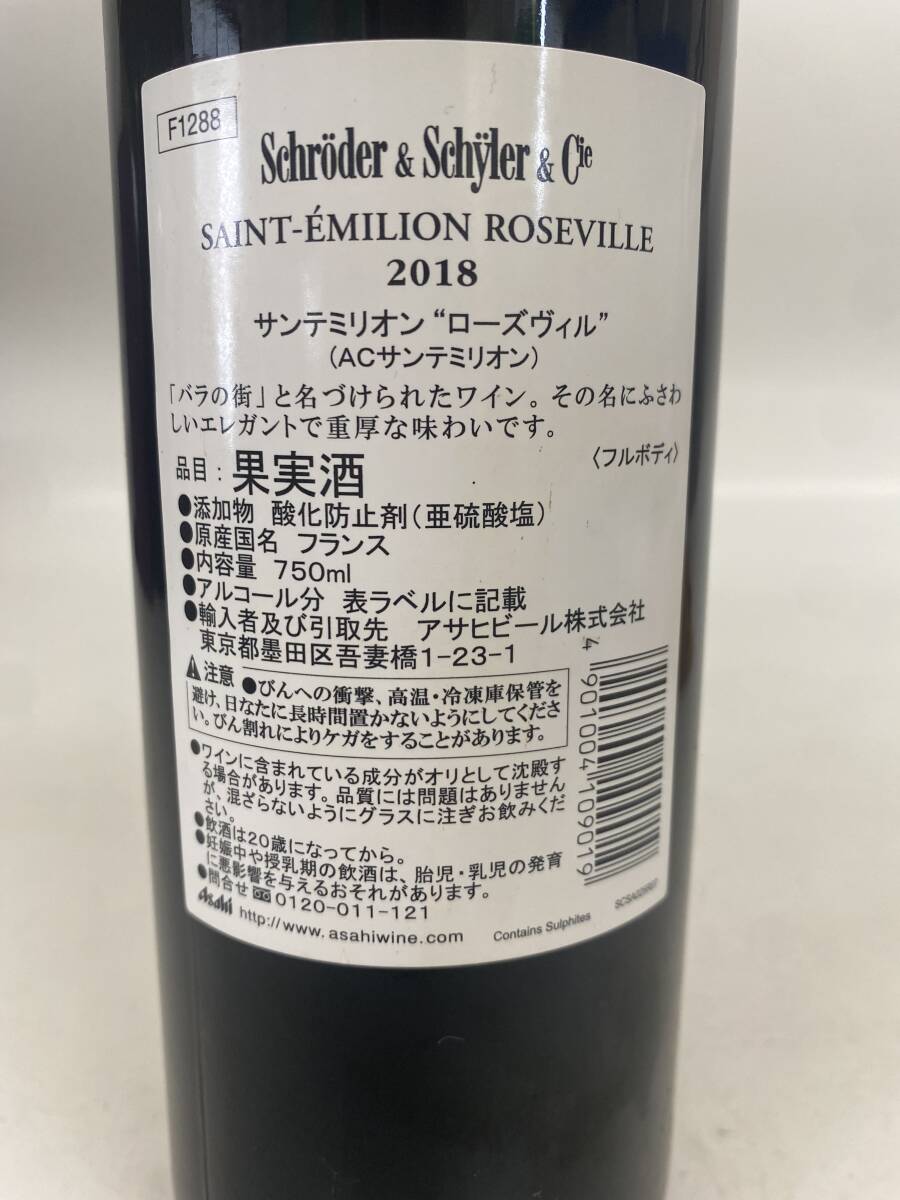 F1288
Schröder & Schÿler & Cie
SAINT-ÉMILION ROSEVILLE
2018
サンテミリオン “ローズヴィル”
(ACサンテミリオン)
「バラの街」と名づけられたワイン。その名にふさわ
しいエレガントで重厚な味わいです。
〈フルボディ〉
品目：果実酒
●添加物 酸化防止剤(亜硫酸塩)
●原産国名 フランス
●内容量 750ml
●アルコール分 表ラベルに記載
●輸入者及び引取先 アサヒビール株式会社
東京都墨田区吾妻橋1-23-1
注意 ●びんへの衝撃、高温・冷凍庫保管を
避け、日なたに長時間置かないようにしてくださ
い。びん割れによりケガをすることがあります。
●ワインに含まれている成分がオリとして沈殿す
る場合があります。品質には問題はありません
が、混ざらないようにグラスに注ぎお飲みくだ
さい。
●飲酒は20歳になってから。
●妊娠中や授乳期の飲酒は、胎児・乳児の発育
に悪影響を与えるおそれがあります。
●問合せ 0120-011-121
Asahi http://www.asahiwine.com
Contains Sulphites
4 901004 109019